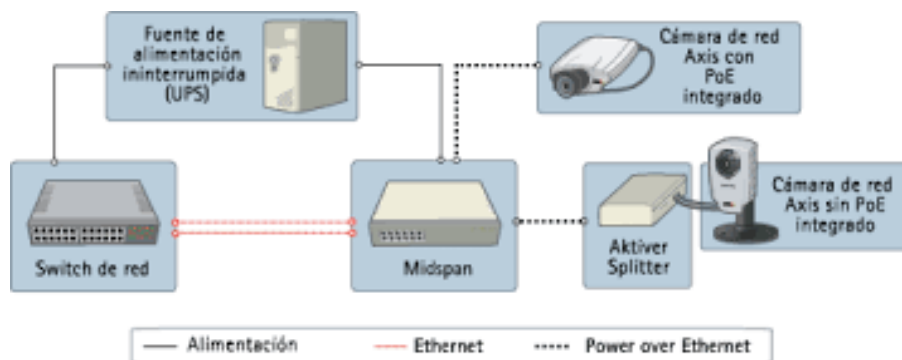 Fuente de
alimentación
ininterrumpida
(UPS)
Cámara de red
Axis con
PoE
integrado
Switch de red
Midspan
Aktiver
Splitter
Cámara de red
Axis sin PoE
integrado
Alimentación
Ethernet
Power over Ethernet